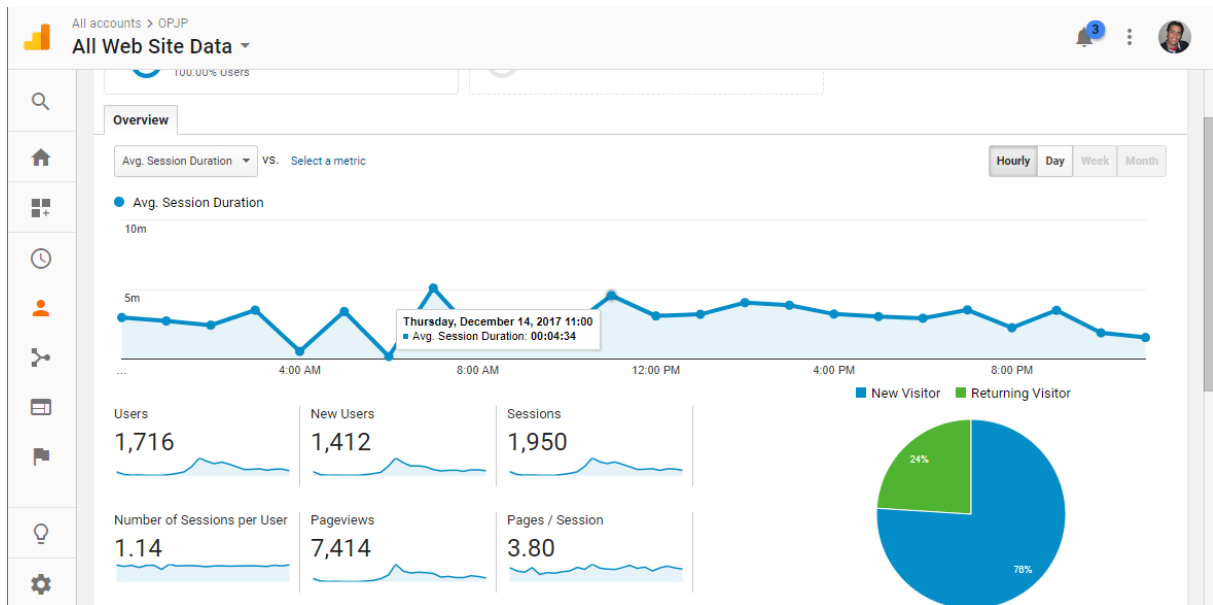 All accounts > OPJP
All Web Site Data
3
100.00% Users
Overview
Avg. Session Duration VS. Select a metric
Hourly Day Week Month
Avg. Session Duration
10m
5m
Thursday, December 14, 2017 11:00
Avg. Session Duration: 00:04:34
... 4:00 AM 8:00 AM 12:00 PM 4:00 PM 8:00 PM
New Visitor Returning Visitor
Users New Users Sessions
1,716 1,412 1,950
24%
Number of Sessions per User Pageviews Pages / Session
1.14 7,414 3.80
76%